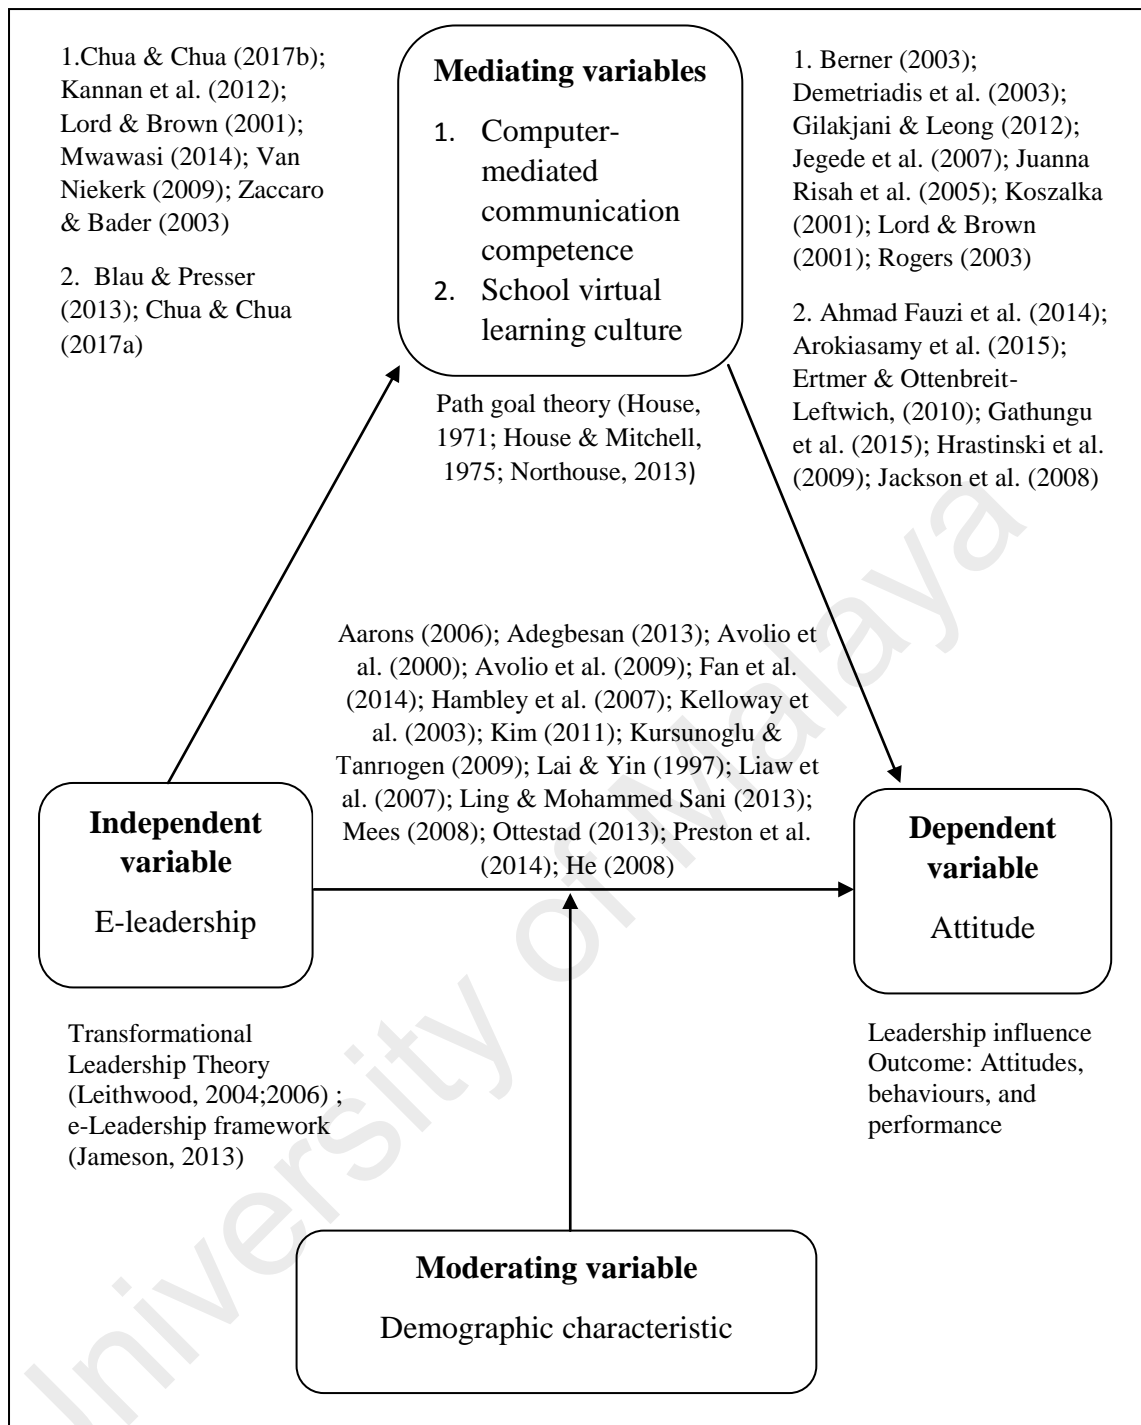 1.Chua & Chua (2017b);
Kannan et al. (2012);
Lord & Brown (2001);
Mwawasi (2014); Van
Niekerk (2009); Zaccaro
& Bader (2003)
2. Blau & Presser
(2013); Chua & Chua
(2017a)
Mediating variables
1. Computer-
mediated
communication
competence
2. School virtual
learning culture
1. Berner (2003);
Demetriadis et al. (2003);
Gilakjani & Leong (2012);
Jegede et al. (2007); Juanna
Risah et al. (2005); Koszalka
(2001); Lord & Brown
(2001); Rogers (2003)
2. Ahmad Fauzi et al. (2014);
Arokiasamy et al. (2015);
Ertmer & Ottenbreit-
Leftwich, (2010); Gathungu
et al. (2015); Hrastinski et al.
(2009); Jackson et al. (2008)
Path goal theory (House,
1971; House & Mitchell,
1975; Northouse, 2013)
Aarons (2006); Adegbesan (2013); Avolio et
al. (2000); Avolio et al. (2009); Fan et al.
(2014); Hambley et al. (2007); Kelloway et
al. (2003); Kim (2011); Kursunoglu &
Tanrıogen (2009); Lai & Yin (1997); Liaw et
al. (2007); Ling & Mohammed Sani (2013);
Mees (2008); Ottestad (2013); Preston et al.
(2014); He (2008)
Independent
variable
E-leadership
Dependent
variable
Attitude
Transformational
Leadership Theory
(Leithwood, 2004;2006) ;
e-Leadership framework
(Jameson, 2013)
Leadership influence
Outcome: Attitudes,
behaviours, and
performance
Moderating variable
Demographic characteristic
University of Malaya